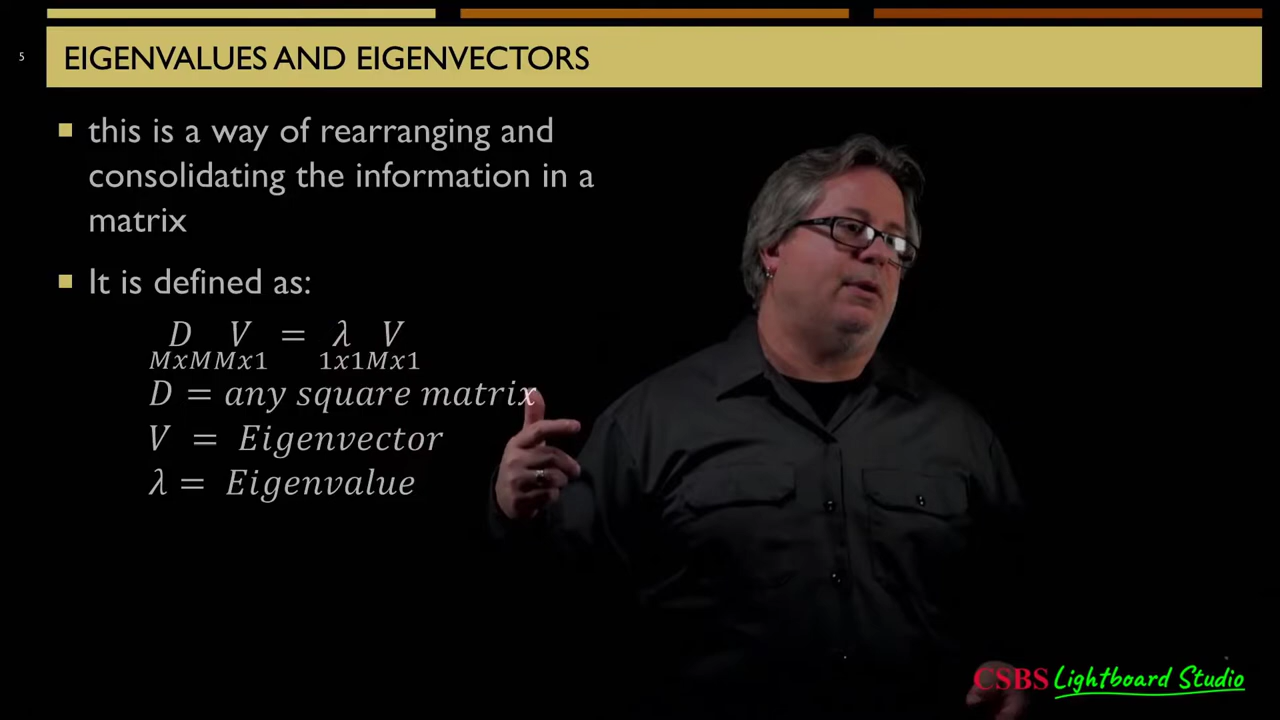 5
EIGENVALUES AND EIGENVECTORS
this is a way of rearranging and
consolidating the information in a
matrix
It is defined as:
D V = λ V
MxMMx1 1x1Mx1
D = any square matrix
V = Eigenvector
λ = Eigenvalue
CSBS Lightboard Studio